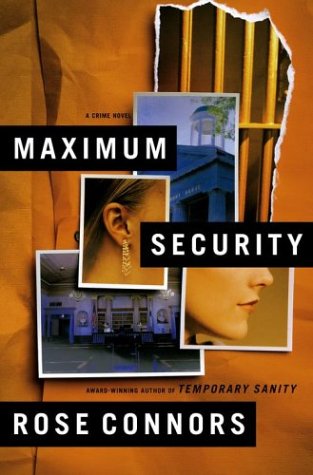 A CRIME NOVEL
MAXIMUM
SECURITY
AWARD-WINNING AUTHOR OF TEMPORARY SANITY
ROSE CONNORS